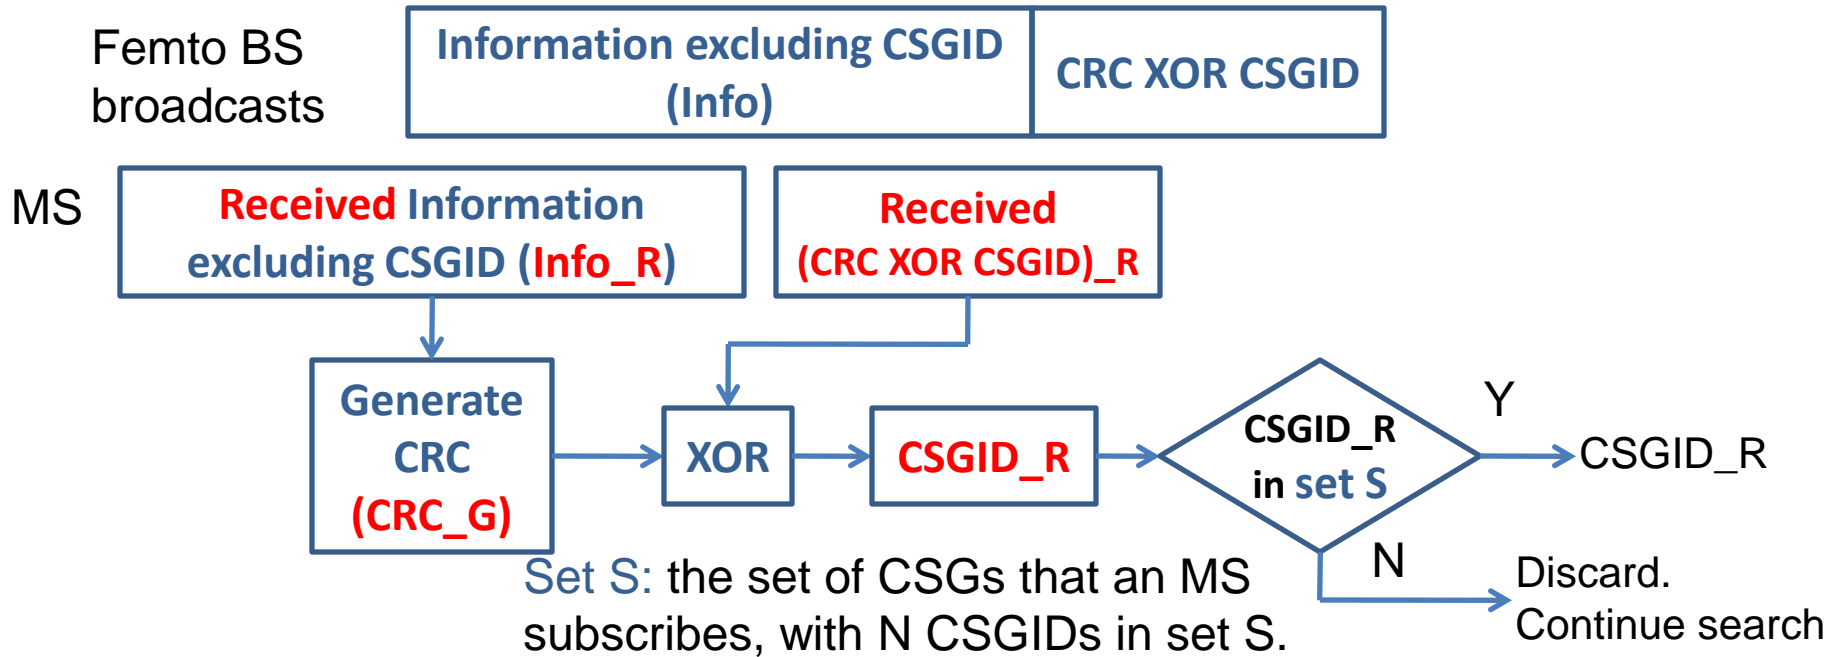 Femto BS
broadcasts
Information excluding CSGID
(Info)
CRC XOR CSGID
MS
Received Information
excluding CSGID (Info_R)
Received
(CRC XOR CSGID)_R
Generate
CRC
(CRC_G)
XOR
CSGID_R
CSGID_R
in set S
Y
CSGID_R
N
Discard.
Continue search
Set S: the set of CSGs that an MS
subscribes, with N CSGIDs in set S.